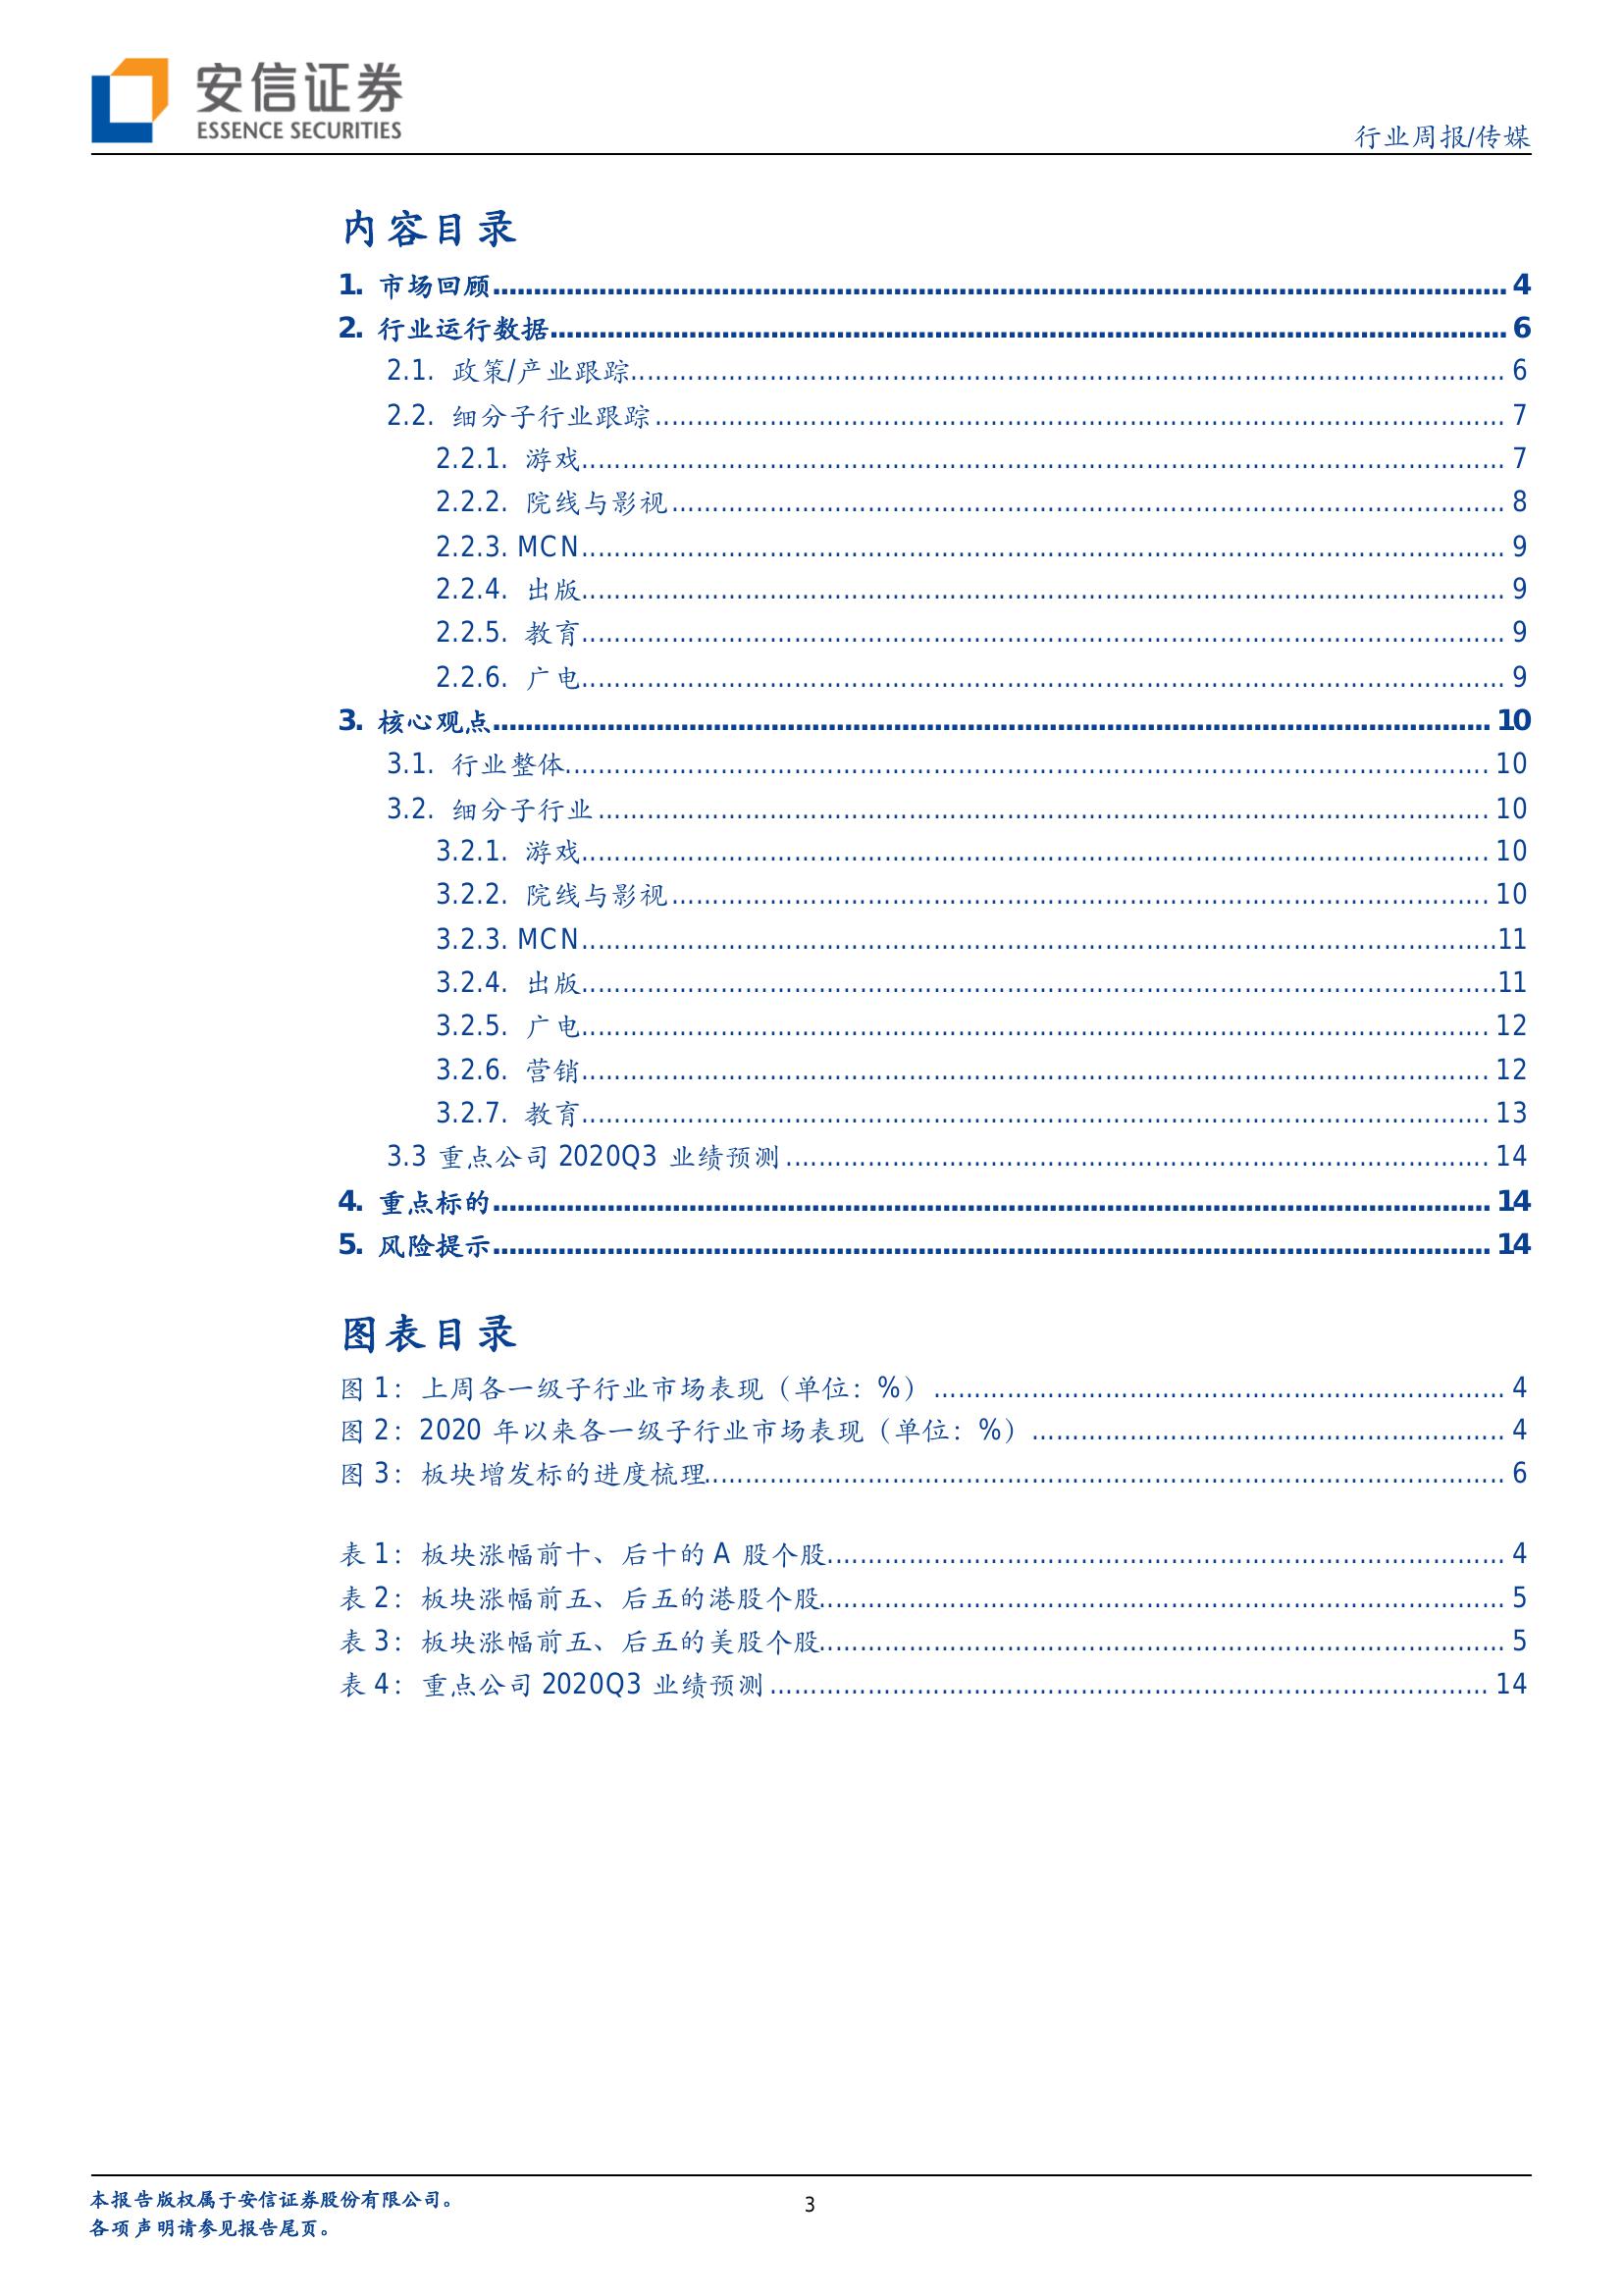 安信证券
ESSENCE SECURITIES
行业周报/传媒
内容目录
1. 市场回顾 4
2. 行业运行数据 6
2.1. 政策/产业跟踪 6
2.2. 细分子行业跟踪 7
2.2.1. 游戏 7
2.2.2. 院线与影视 8
2.2.3. MCN 9
2.2.4. 出版 9
2.2.5. 教育 9
2.2.6. 广电 9
3. 核心观点 10
3.1. 行业整体 10
3.2. 细分子行业 10
3.2.1. 游戏 10
3.2.2. 院线与影视 10
3.2.3. MCN 11
3.2.4. 出版 11
3.2.5. 广电 12
3.2.6. 营销 12
3.2.7. 教育 13
3.3 重点公司 2020Q3 业绩预测 14
4. 重点标的 14
5. 风险提示 14
图表目录
图 1：上周各一级子行业市场表现（单位：%） 4
图 2：2020 年以来各一级子行业市场表现（单位：%） 4
图 3：板块增发标的进度梳理 6
表 1：板块涨幅前十、后十的 A 股个股 4
表 2：板块涨幅前五、后五的港股个股 5
表 3：板块涨幅前五、后五的美股个股 5
表 4：重点公司 2020Q3 业绩预测 14
本报告版权属于安信证券股份有限公司。
3
各项声明请参见报告尾页。